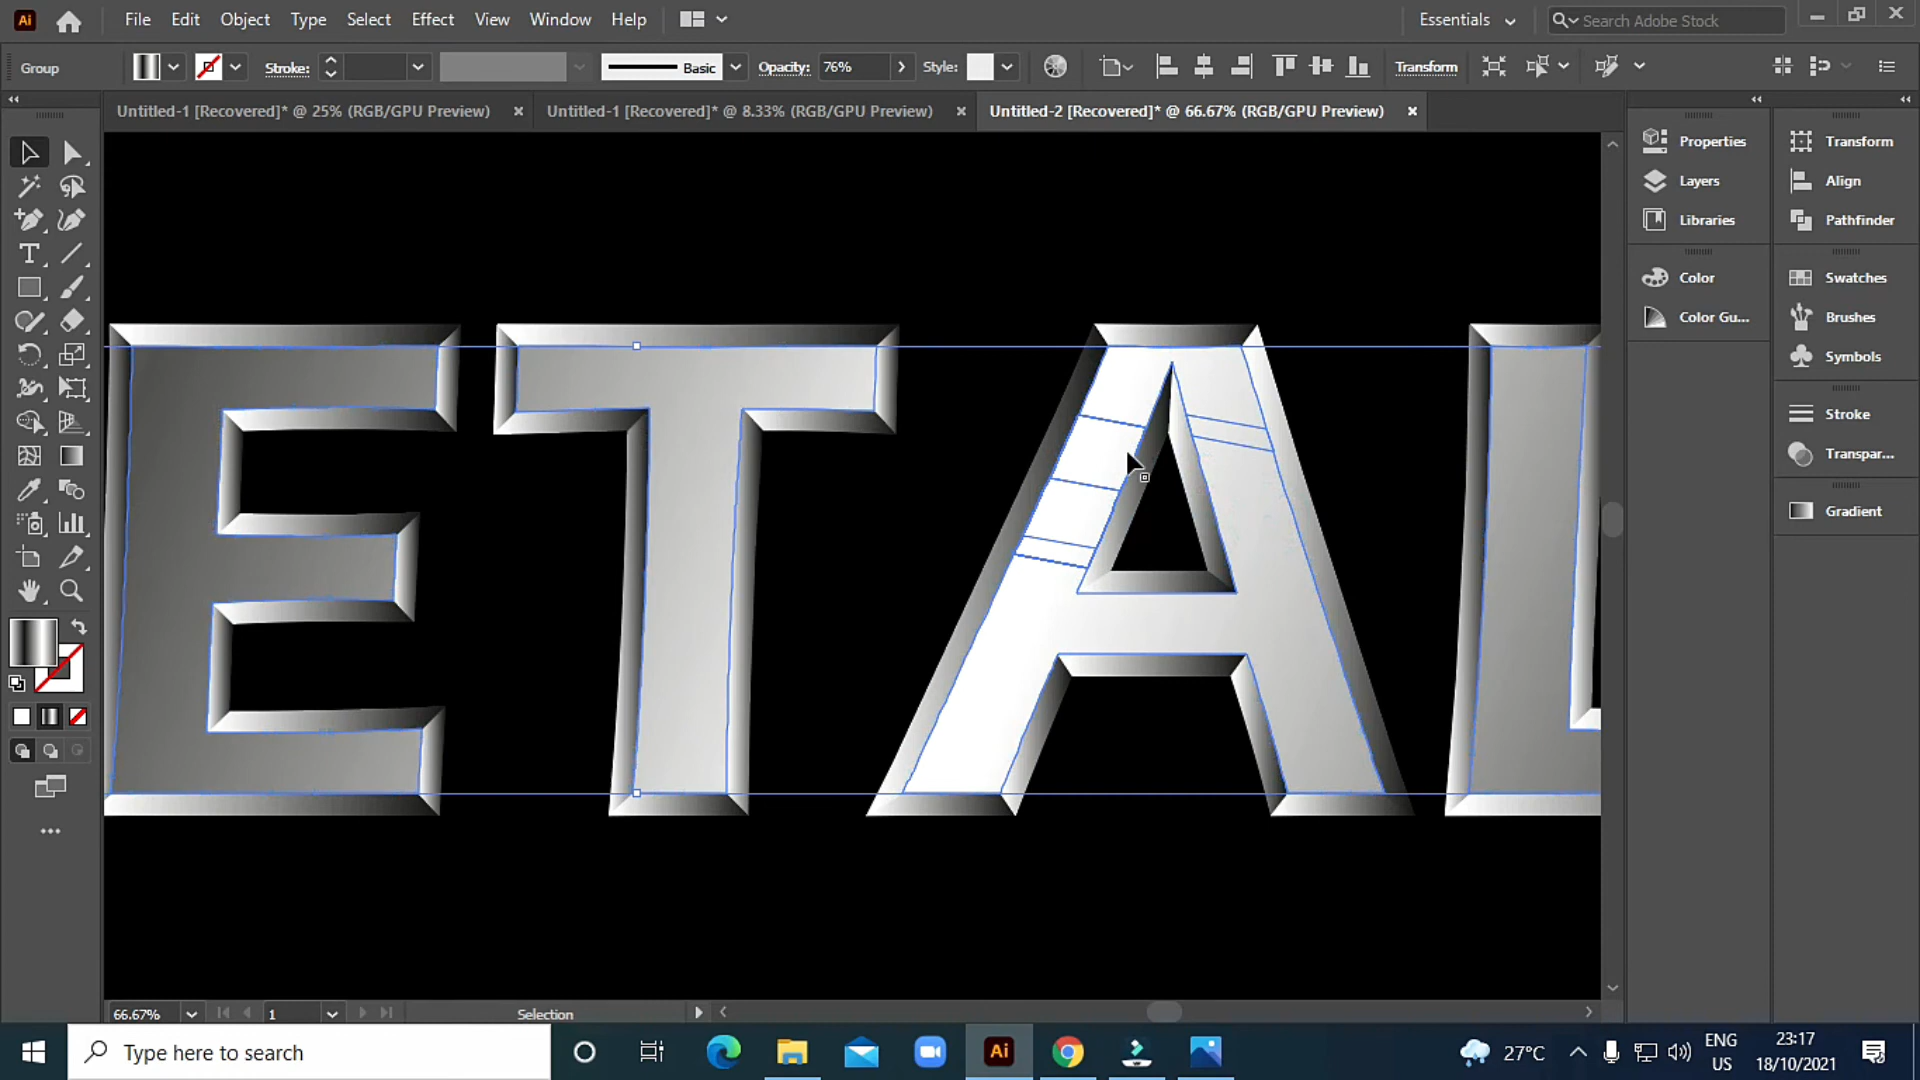 Ai File Edit Object Type Select Effect View Window Help Essentials Search Adobe Stock
Group Stroke: Basic Opacity: 76% Style: Transform
Untitled-1 [Recovered]* @ 25% (RGB/GPU Preview) Untitled-1 [Recovered]* @ 8.33% (RGB/GPU Preview) Untitled-2 [Recovered]* @ 66.67% (RGB/GPU Preview)
Properties Transform
Layers Align
Libraries Pathfinder
Color Swatches
Color Gu... Brushes
Symbols
Stroke
Transpar...
Gradient
ETAL
66.67% 1 Selection
Type here to search Ai 27°C ENG 23:17
US 18/10/2021